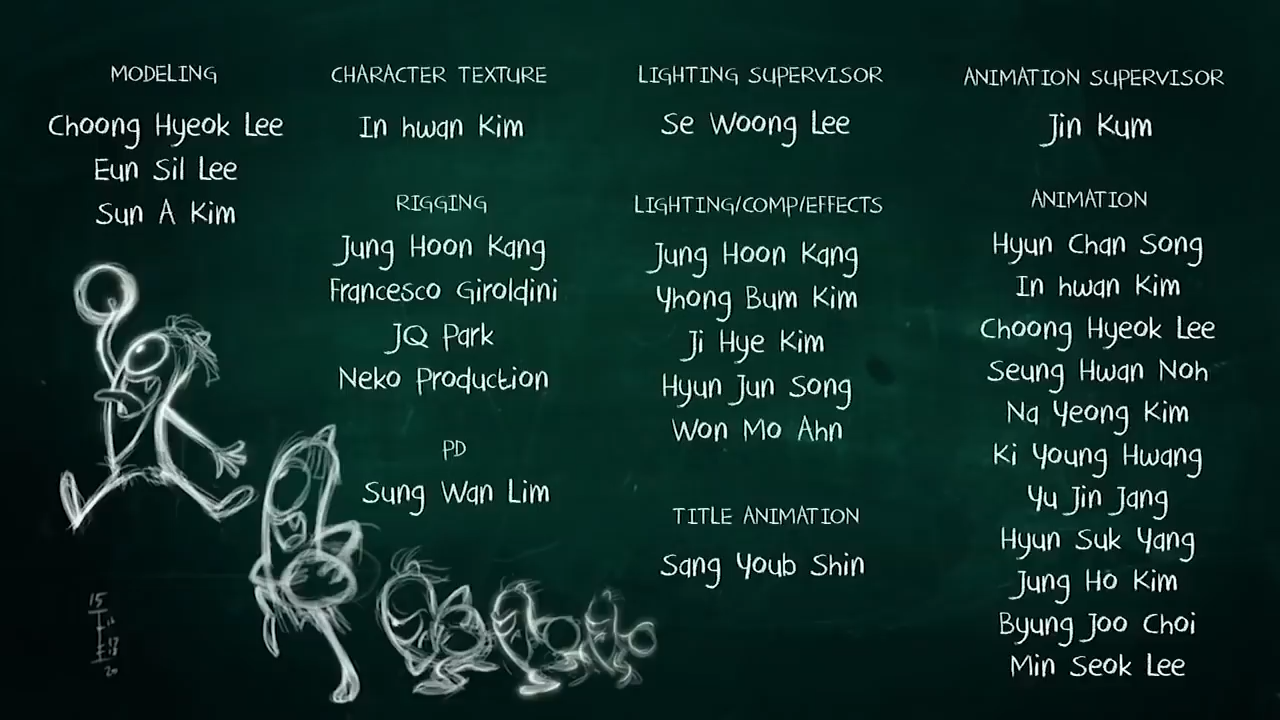 MODELING
Choong Hyeok Lee
Eun Sil Lee
Sun A Kim
CHARACTER TEXTURE
In hwan Kim
RIGGING
Jung Hoon Kang
Francesco Giroldini
JQ Park
Neko Production
PD
Sung Wan Lim
LIGHTING SUPERVISOR
Se Woong Lee
LIGHTING/COMP/EFFECTS
Jung Hoon Kang
Yhong Bum Kim
Ji Hye Kim
Hyun Jun Song
Won Mo Ahn
TITLE ANIMATION
Sang Youb Shin
ANIMATION SUPERVISOR
Jin Kum
ANIMATION
Hyun Chan Song
In hwan Kim
Choong Hyeok Lee
Seung Hwan Noh
Na Yeong Kim
Ki Young Hwang
Yu Jin Jang
Hyun Suk Yang
Jung Ho Kim
Byung Joo Choi
Min Seok Lee
15
20